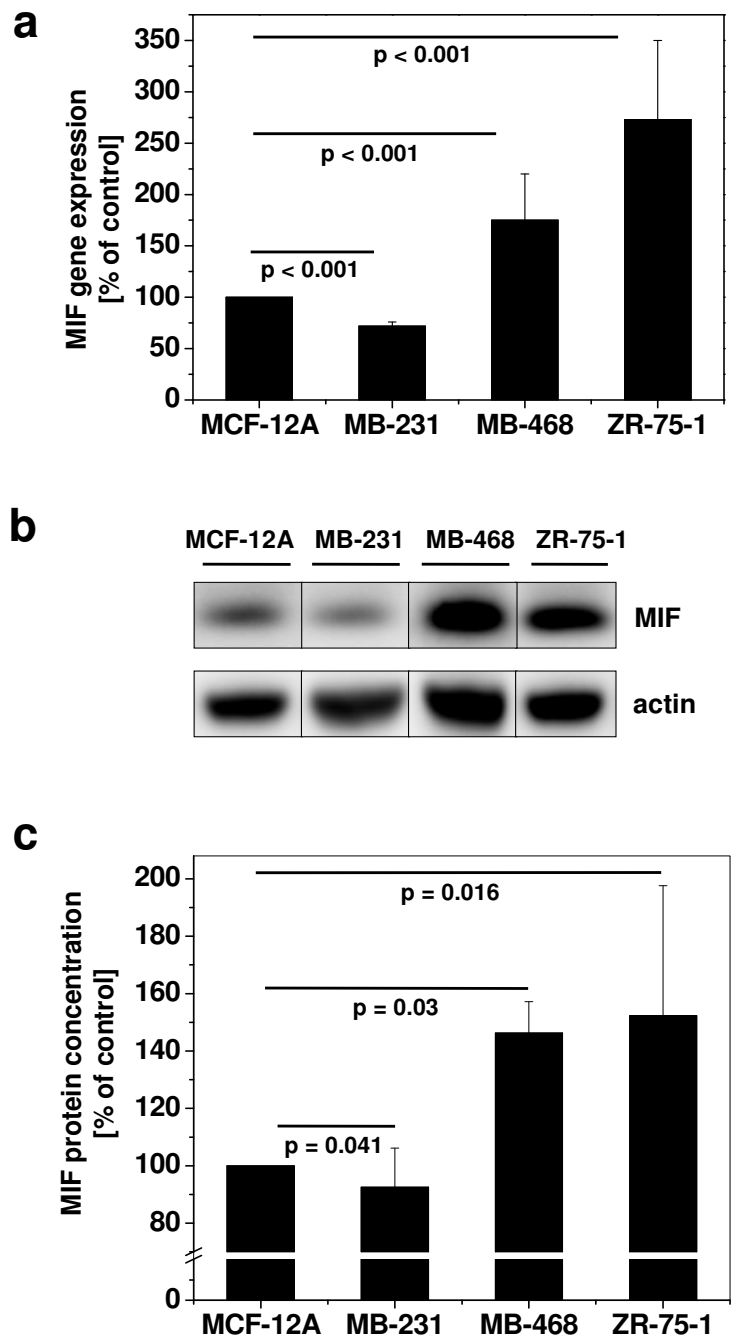 a
MIF gene expression
[% of control]
350
300
250
200
150
100
50
0
p < 0.001
p < 0.001
p < 0.001
MCF-12A MB-231 MB-468 ZR-75-1
b
MCF-12A MB-231 MB-468 ZR-75-1
MIF
actin
c
MIF protein concentration
[% of control]
200
180
160
140
120
100
80
0
p = 0.016
p = 0.03
p = 0.041
MCF-12A MB-231 MB-468 ZR-75-1